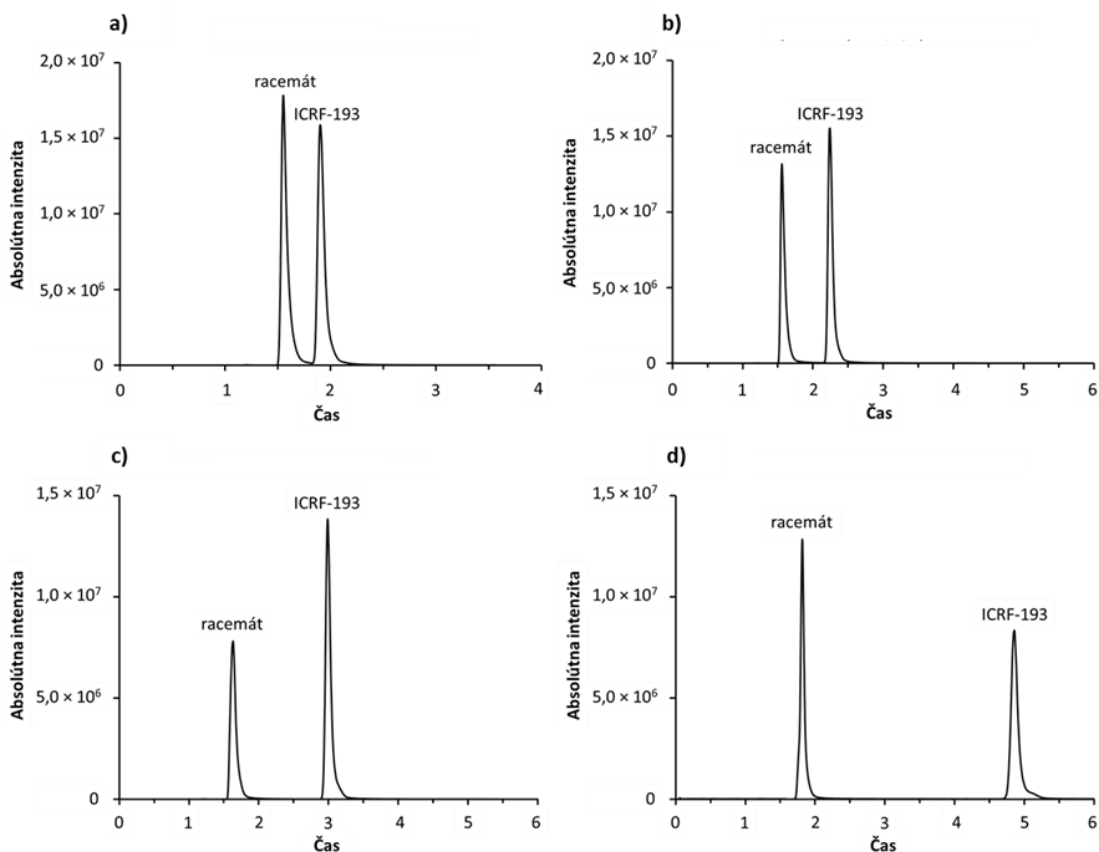 a)
2,0 × 10⁷
1,5 × 10⁷
1,0 × 10⁷
5,0 × 10⁶
0
Absolútna intenzita
racemát
ICRF-193
0 1 2 3 4
Čas
b)
2,0 × 10⁷
1,5 × 10⁷
1,0 × 10⁷
5,0 × 10⁶
0
Absolútna intenzita
racemát
ICRF-193
0 1 2 3 4 5 6
Čas
c)
1,5 × 10⁷
1,0 × 10⁷
5,0 × 10⁶
0
Absolútna intenzita
racemát
ICRF-193
0 1 2 3 4 5 6
Čas
d)
1,5 × 10⁷
1,0 × 10⁷
5,0 × 10⁶
0
Absolútna intenzita
racemát
ICRF-193
0 1 2 3 4 5 6
Čas